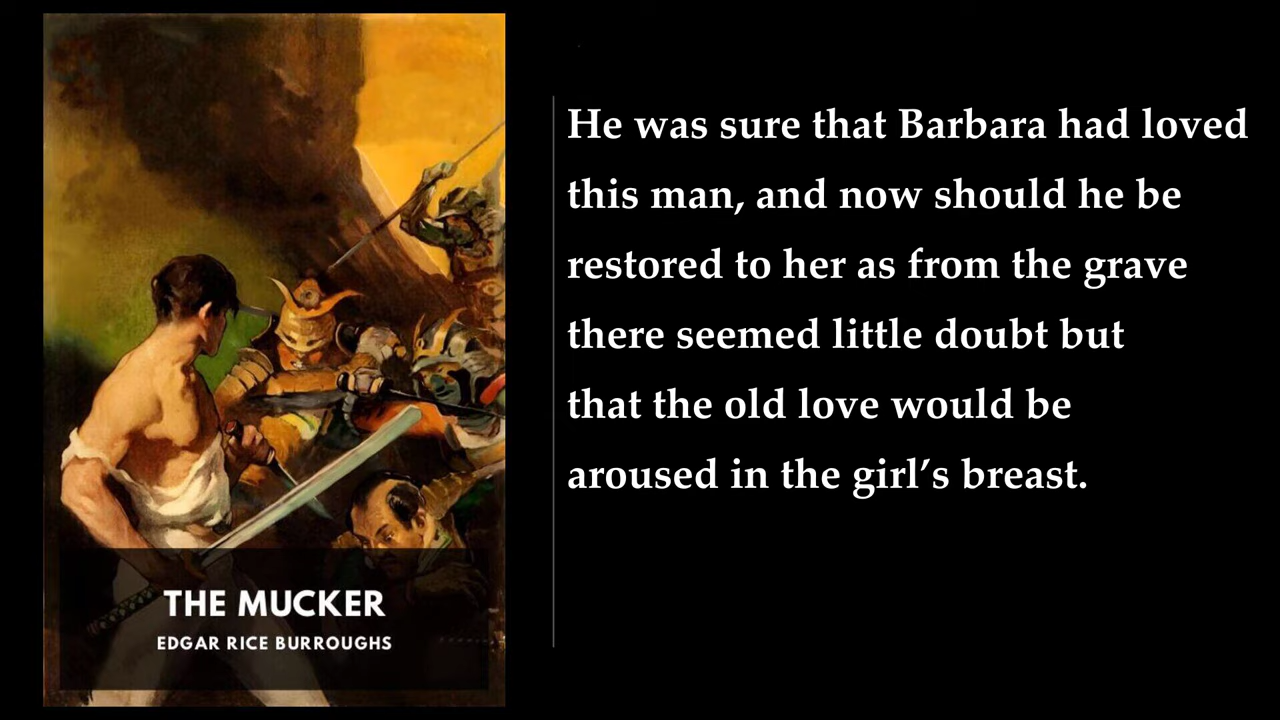 THE MUCKER
EDGAR RICE BURROUGHS
He was sure that Barbara had loved
this man, and now should he be
restored to her as from the grave
there seemed little doubt but
that the old love would be
aroused in the girl’s breast.